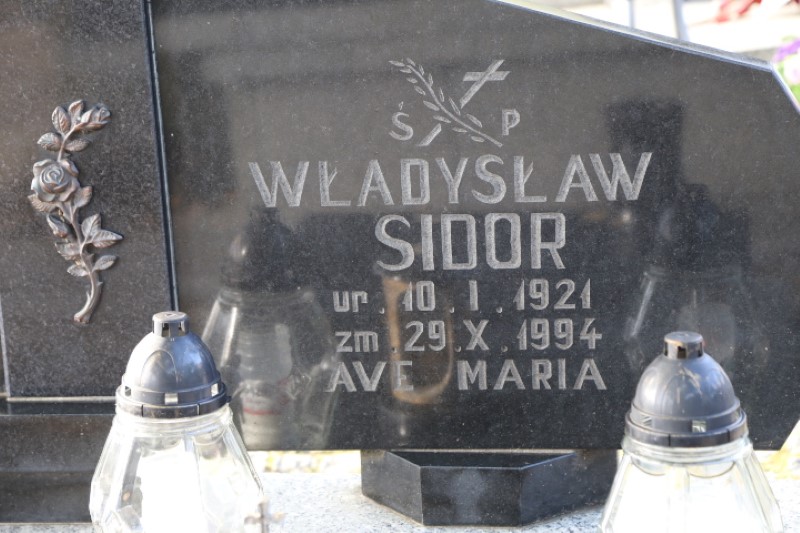 Ś P
WŁADYSŁAW
SIDOR
ur. 10. I. 1921
zm. 29. X. 1994
AVE MARIA